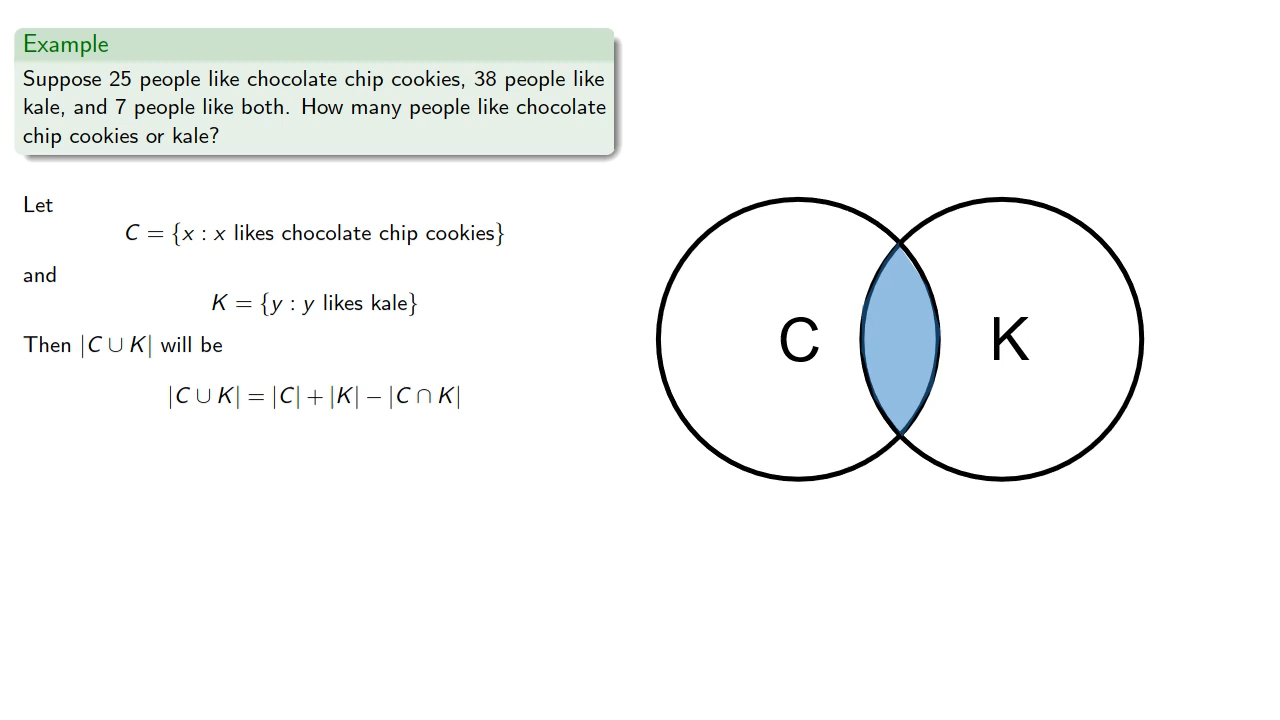 Example
Suppose 25 people like chocolate chip cookies, 38 people like
kale, and 7 people like both. How many people like chocolate
chip cookies or kale?
Let
C = {x : x likes chocolate chip cookies}
and
K = {y : y likes kale}
Then |C ∪ K| will be
|C ∪ K| = |C| + |K| − |C ∩ K|
C K